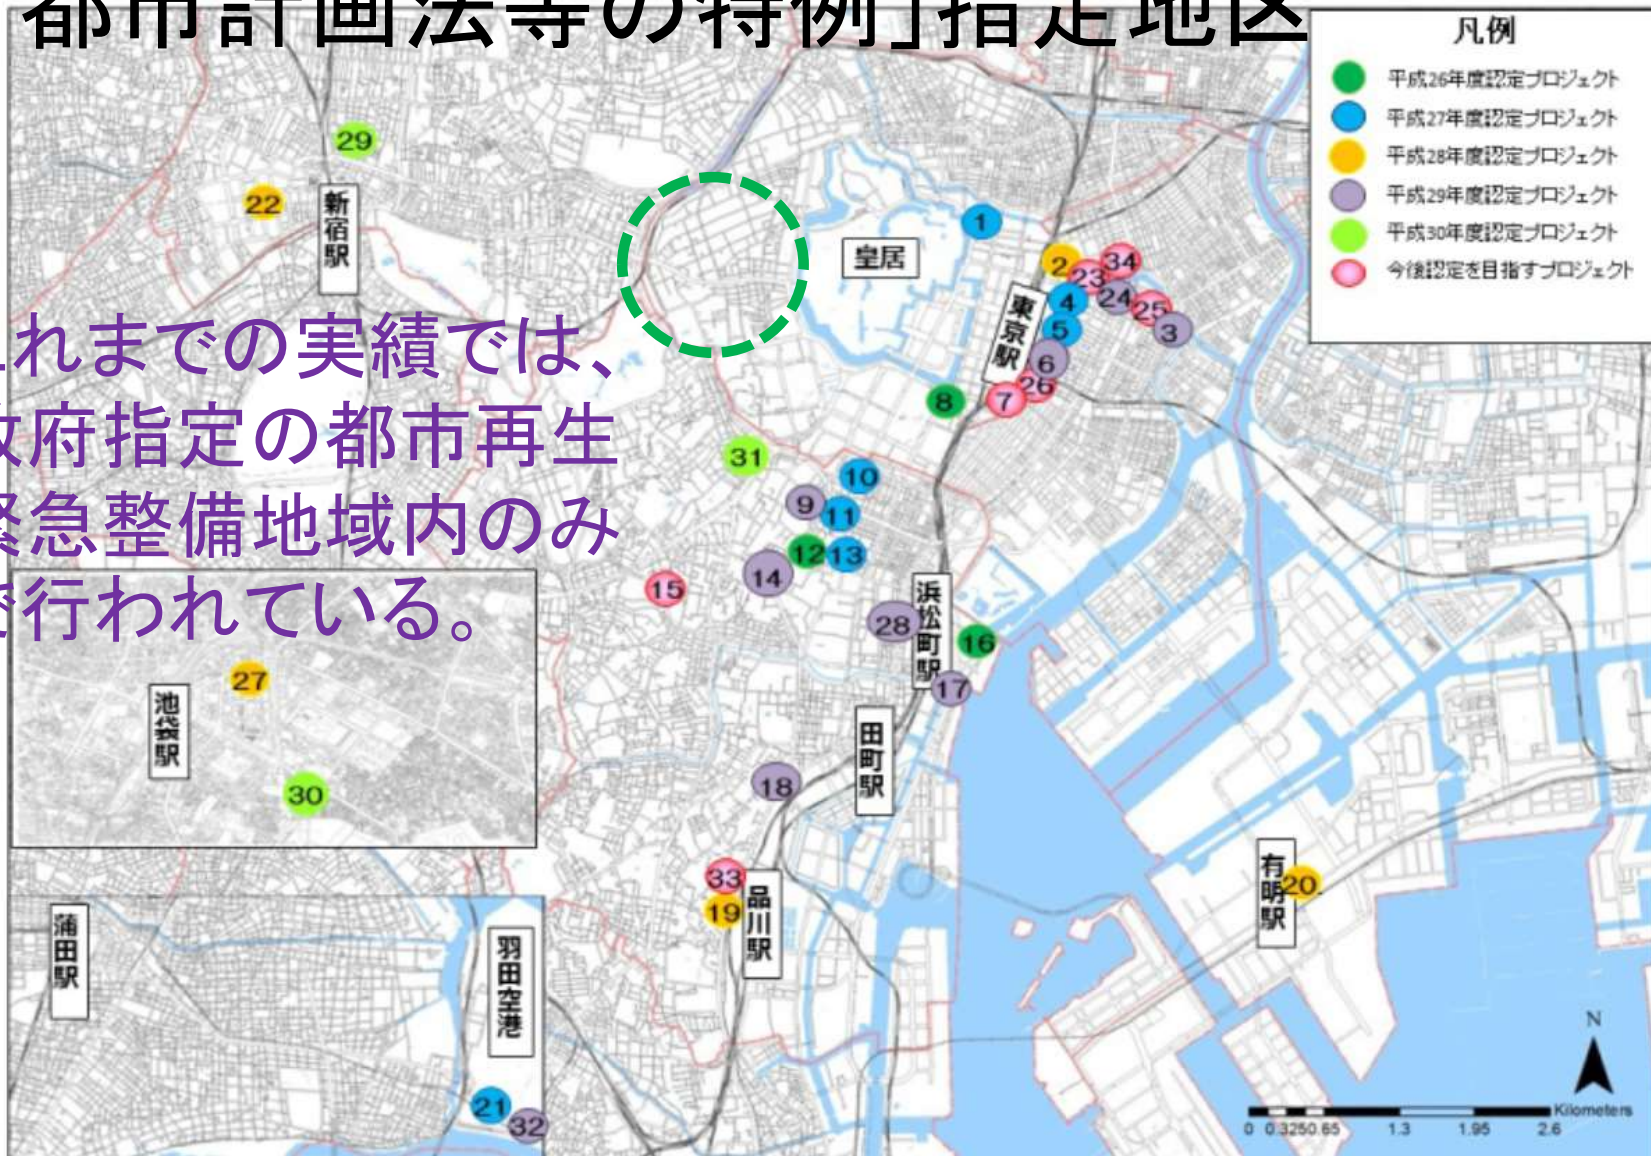 都市計画法等の特例」指定地区
凡例
平成26年度認定プロジェクト
平成27年度認定プロジェクト
平成28年度認定プロジェクト
平成29年度認定プロジェクト
平成30年度認定プロジェクト
今後認定を目指すプロジェクト
29
22
新宿駅
皇居
1
2
23
34
4
24
25
5
3
東京駅
6
26
7
8
これまでの実績では、
政府指定の都市再生
緊急整備地域内のみ
で行われている。
31
10
9
11
12
13
14
15
浜松町駅
28
16
17
27
池袋駅
30
田町駅
18
33
19
品川駅
有明駅
20
蒲田駅
羽田空港
21
32
N
Kilometers
0 0.325 0.65 1.3 1.95 2.6